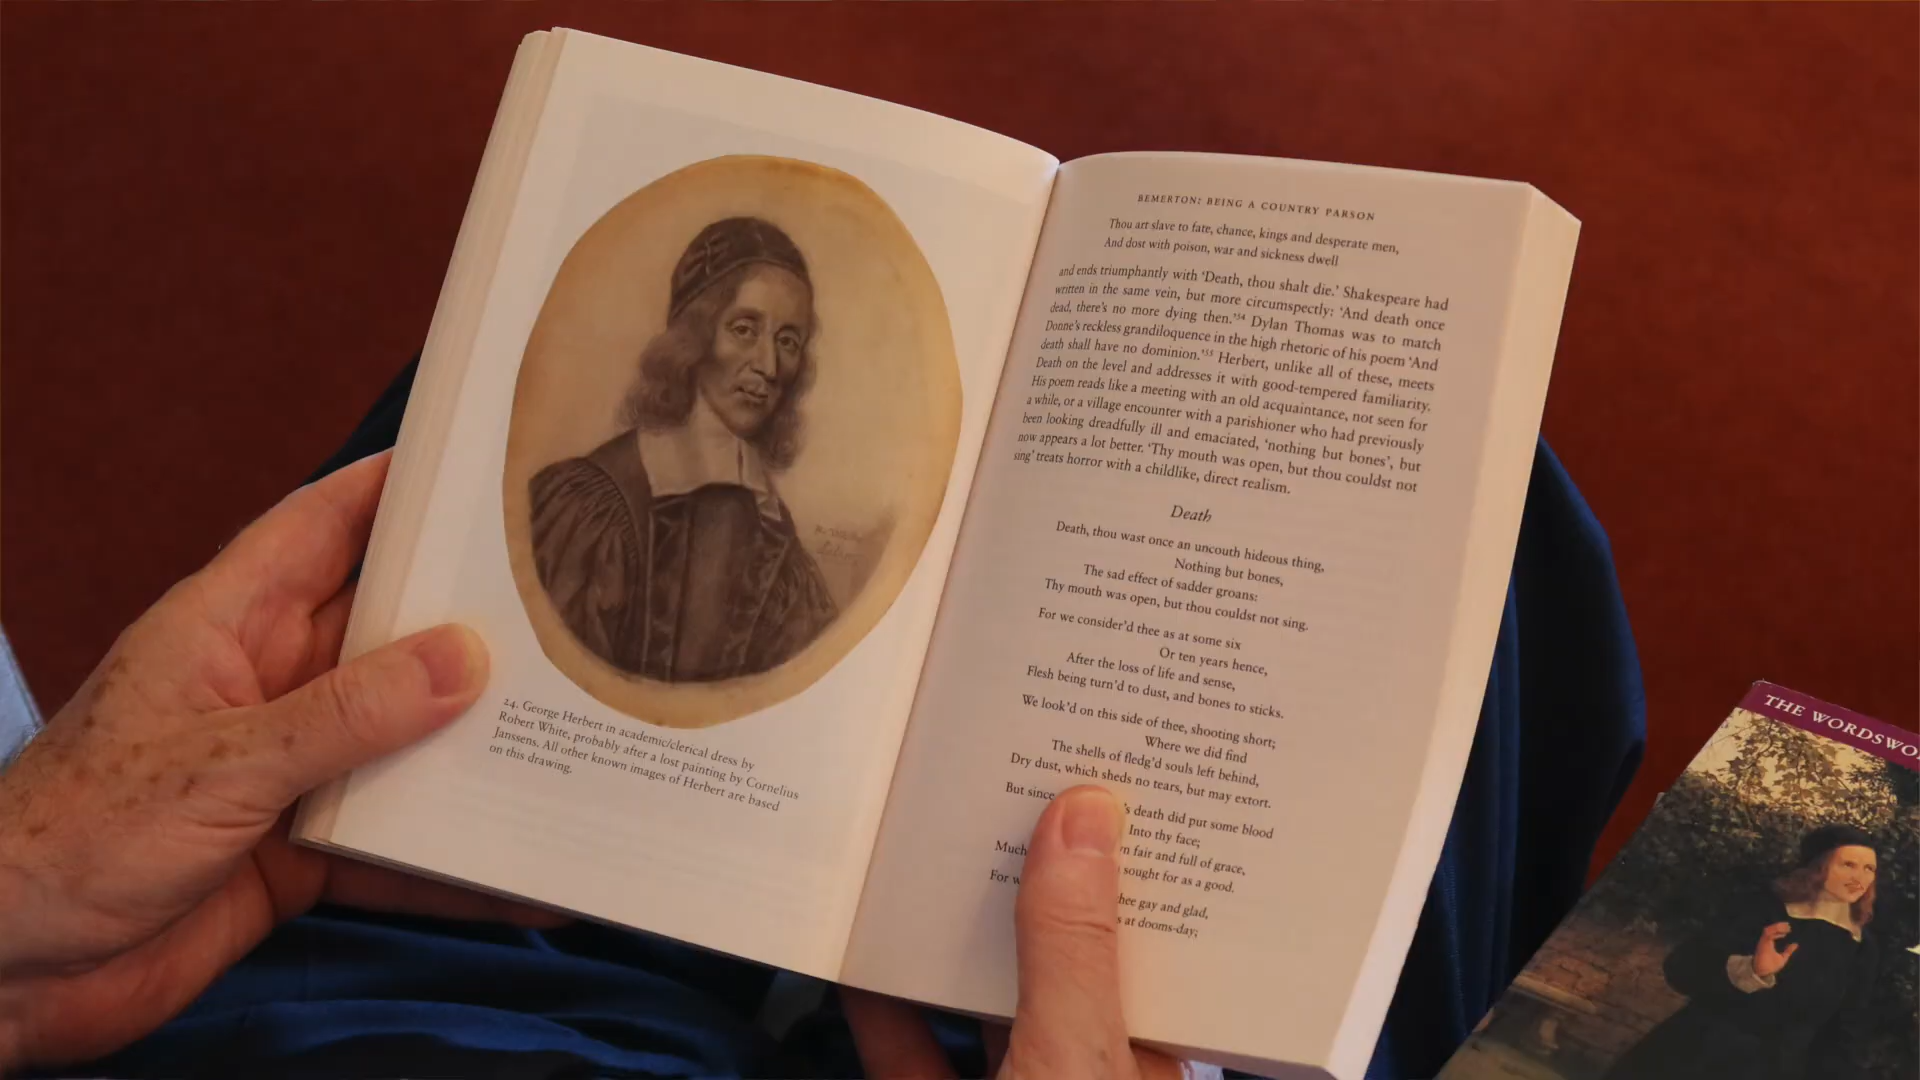 24. George Herbert in academic/clerical dress by
Robert White, probably after a lost painting by Cornelius
Janssens. All other known images of Herbert are based
on this drawing.
BEMERTON: BEING A COUNTRY PARSON
Thou art slave to fate, chance, kings and desperate men,
And dost with poison, war and sickness dwell
and ends triumphantly with ‘Death, thou shalt die.’ Shakespeare had
written in the same vein, but more circumspectly: ‘And death once
dead, there’s no more dying then.’⁵⁴ Dylan Thomas was to match
Donne’s reckless grandiloquence in the high rhetoric of his poem ‘And
death shall have no dominion.’⁵⁵ Herbert, unlike all of these, meets
Death on the level and addresses it with good-tempered familiarity.
His poem reads like a meeting with an old acquaintance, not seen for
a while, or a village encounter with a parishioner who had previously
been looking dreadfully ill and emaciated, ‘nothing but bones’, but
now appears a lot better. ‘Thy mouth was open, but thou couldst not
sing’ treats horror with a childlike, direct realism.
Death
Death, thou wast once an uncouth hideous thing,
Nothing but bones,
The sad effect of sadder groans:
Thy mouth was open, but thou couldst not sing.
For we consider’d thee as at some six
Or ten years hence,
After the loss of life and sense,
Flesh being turn’d to dust, and bones to sticks.
We look’d on this side of thee, shooting short;
Where we did find
The shells of fledg’d souls left behind,
Dry dust, which sheds no tears, but may extort.
But since ’s death did put some blood
Into thy face;
Much fair and full of grace,
For sought for as a good.
gay and glad,
at dooms-day;
THE WORDSWO